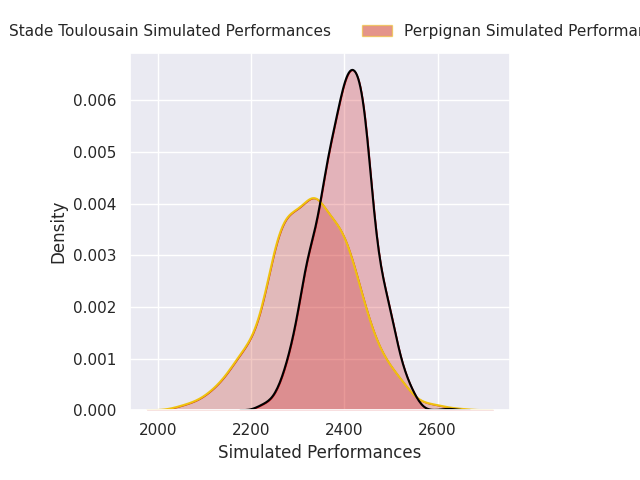 Stade Toulousain Simulated Performances Perpignan Simulated
0.006
0.005
0.004
0.003
0.002
0.001
0.000
Density
2000 2200 2400 2600
Simulated Performances